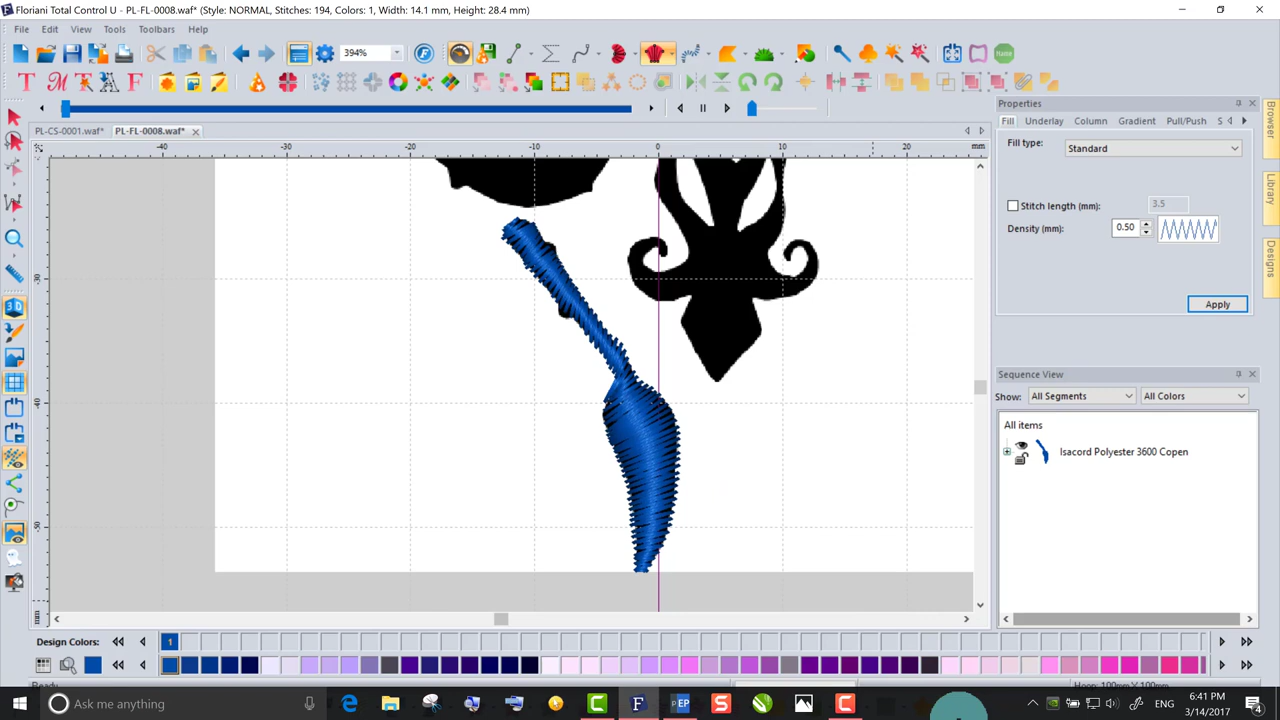 Floriani Total Control U - PL-FL-0008.waf* (Style: NORMAL, Stitches: 194, Colors: 1, Width: 14.1 mm, Height: 28.4 mm)
File Edit View Tools Toolbars Help
394%
PL-CS-0001.waf* PL-FL-0008.waf*
-40 -30 -20 -10 0 10 20 mm
-30
-40
-50
mm
Properties
Fill Underlay Column Gradient Pull/Push S
Fill type: Standard
Stitch length (mm): 3.5
Density (mm): 0.50
Apply
Browser
Library
Designs
Sequence View
Show: All Segments All Colors
All items
Isacord Polyester 3600 Copen
Design Colors: 1
Ready Hoop: 100mm X 100mm
Ask me anything
ENG
6:41 PM
3/14/2017